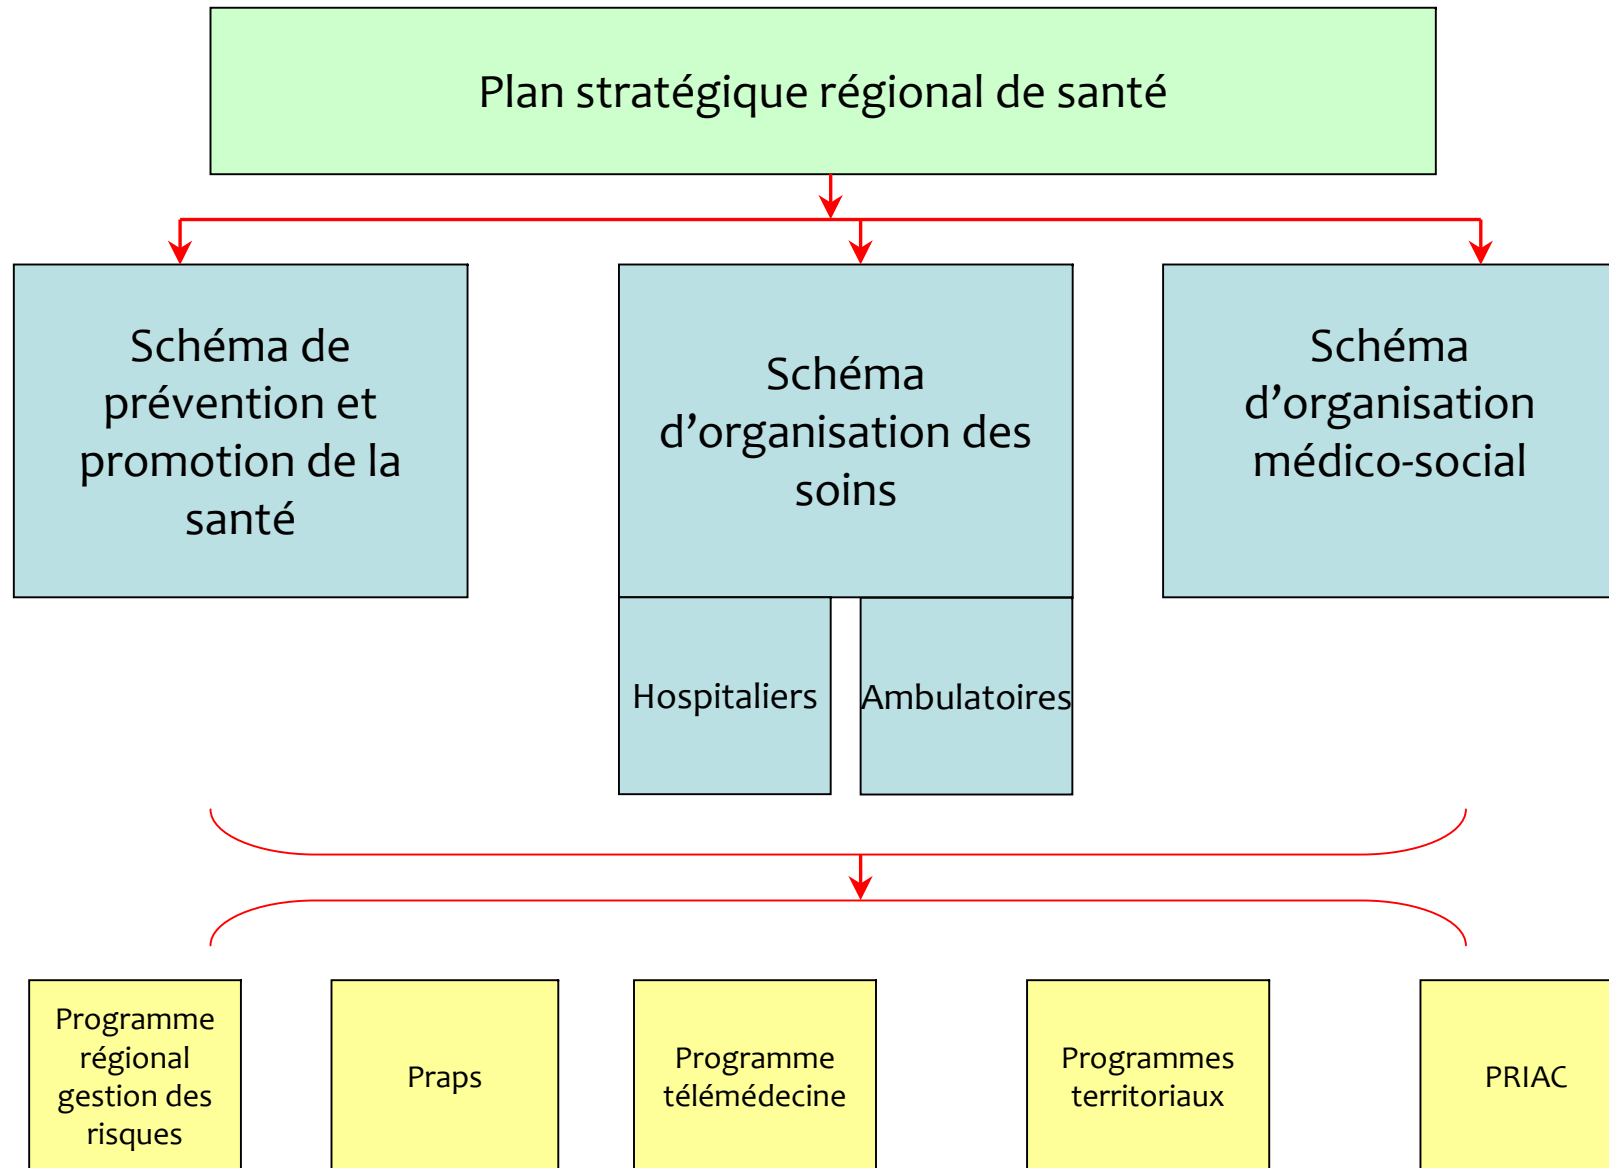 Plan stratégique régional de santé
Schéma de
prévention et
promotion de la
santé
Schéma
d’organisation des
soins
Schéma
d’organisation
médico-social
Hospitaliers
Ambulatoires
Programme
régional
gestion des
risques
Praps
Programme
télémédecine
Programmes
territoriaux
PRIAC